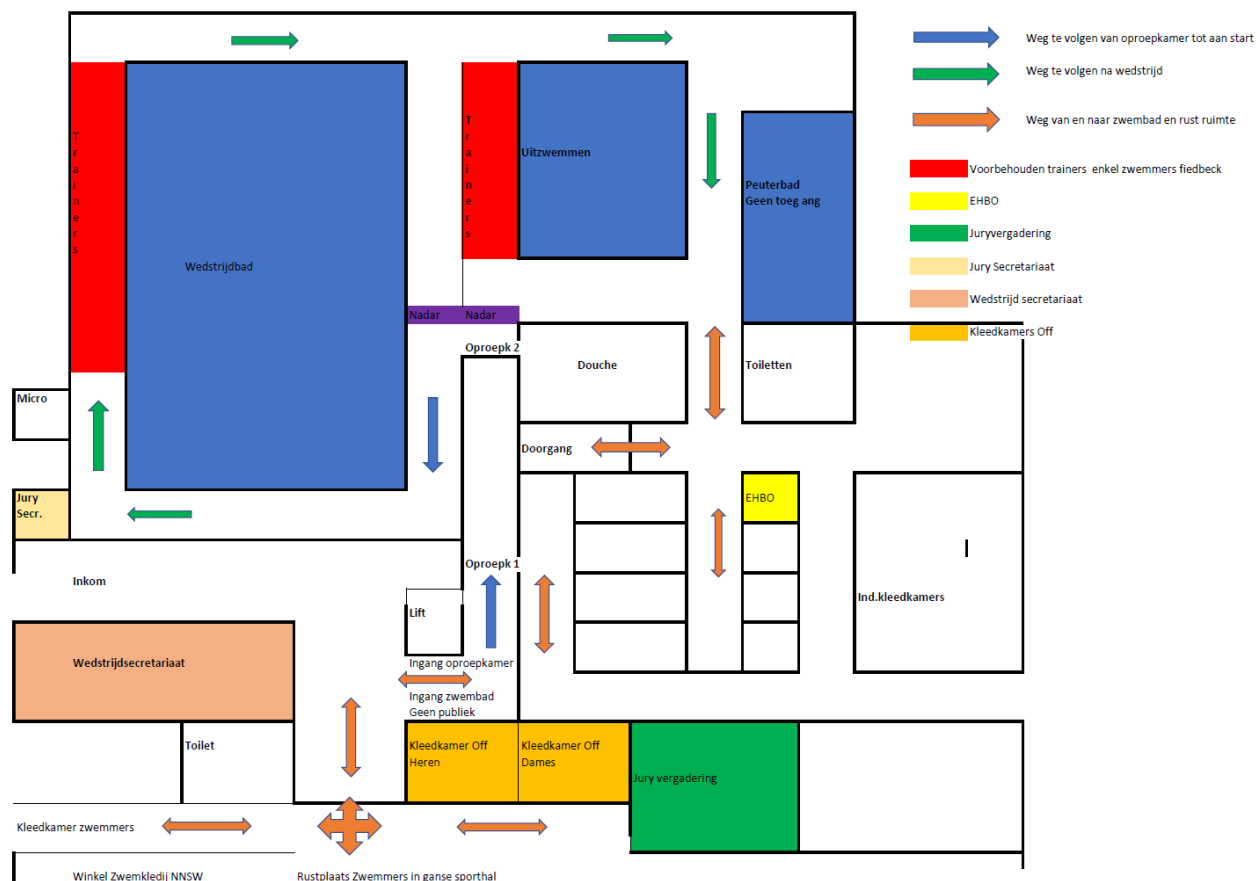 Weg te volgen van oproepkamer tot aan start
Weg te volgen na wedstrijd
Weg van en naar zwembad en rust ruimte
Voorbehouden trainers enkel zwemmers fiedbeck
EHBO
Juryvergadering
Jury Secretariaat
Wedstrijd secretariaat
Kleedkamers Off
Trainers
Trainers
Uitzwemmen
Peuterbad
Geen toeg ang
Wedstrijdbad
Nadar
Nadar
Oproepk 2
Douche
Toiletten
Micro
Doorgang
Jury
Secr.
EHBO
Oproepk 1
Inkom
Lift
Ind.kleedkamers
Wedstrijdsecretariaat
Ingang oproepkamer
Ingang zwembad
Geen publiek
Toilet
Kleedkamer Off
Heren
Kleedkamer Off
Dames
Jury vergadering
Kleedkamer zwemmers
Winkel Zwemkledij NNSW
Rustplaats Zwemmers in ganse sporthal